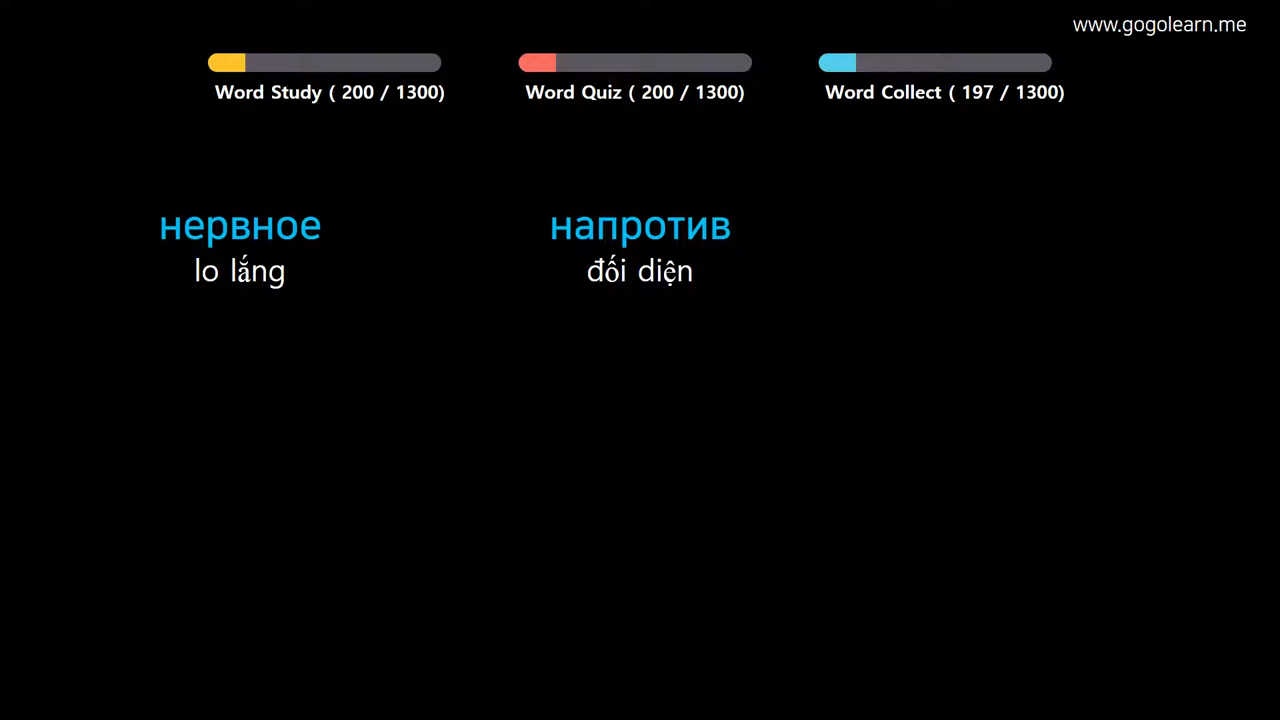 www.gogolearn.me
Word Study ( 200 / 1300)
Word Quiz ( 200 / 1300)
Word Collect ( 197 / 1300)
нервное
lo lắng
напротив
đối diện